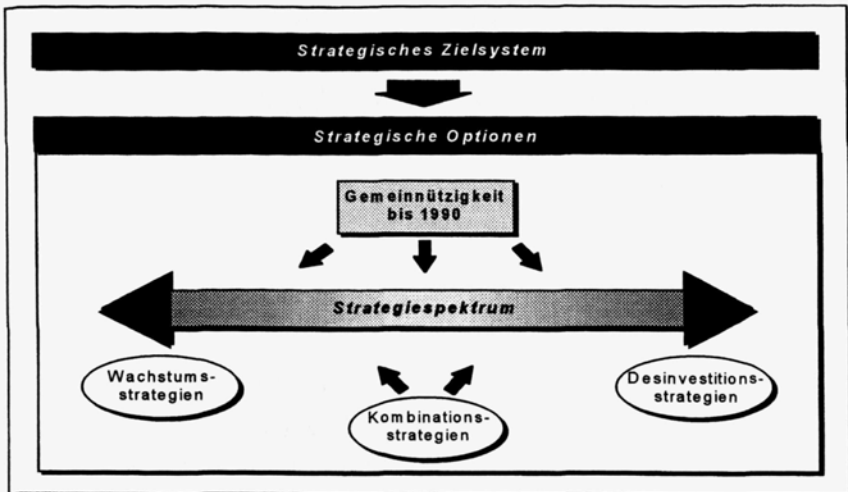 Strategisches Zielsystem
Strategische Optionen
Gemeinnützigkeit
bis 1990
Strategiespektrum
Wachstums-
strategien
Kombinations-
strategien
Desinvestitions-
strategien